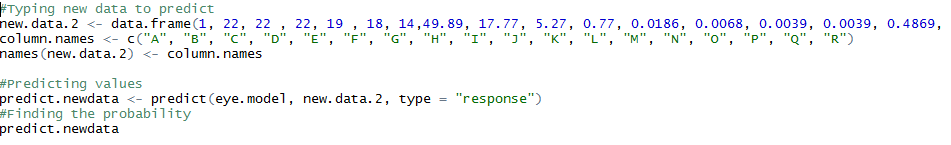 #Typing new data to predict
new.data.2 <- data.frame(1, 22, 22 , 22, 19 , 18, 14,49.89, 17.77, 5.27, 0.77, 0.0186, 0.0068, 0.0039, 0.0039, 0.4869,
column.names <- c("A", "B", "C", "D", "E", "F", "G", "H", "I", "J", "K", "L", "M", "N", "O", "P", "Q", "R")
names(new.data.2) <- column.names
#Predicting values
predict.newdata <- predict(eye.model, new.data.2, type = "response")
#Finding the probability
predict.newdata